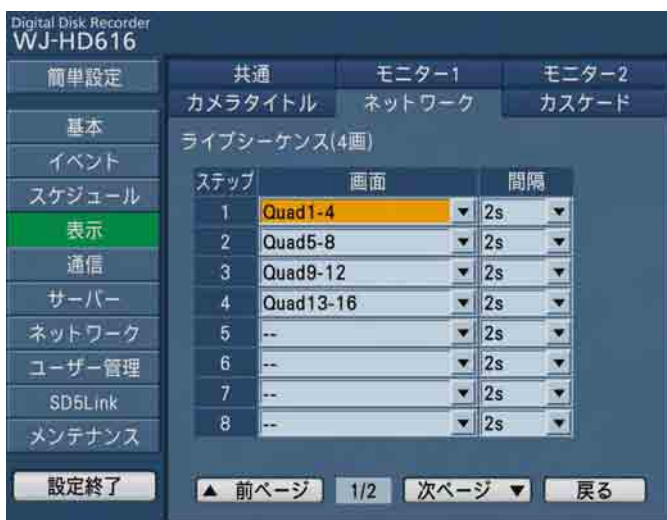 Digital Disk Recorder
WJ-HD616
簡単設定
基本
イベント
スケジュール
表示
通信
サーバー
ネットワーク
ユーザー管理
SD5Link
メンテナンス
設定終了
共通 モニター1 モニター2
カメラタイトル ネットワーク カスケード
ライブシーケンス(4画)
ステップ 画面 間隔
1 Quad1-4 ▼ 2s ▼
2 Quad5-8 ▼ 2s ▼
3 Quad9-12 ▼ 2s ▼
4 Quad13-16 ▼ 2s ▼
5 -- ▼ 2s ▼
6 -- ▼ 2s ▼
7 -- ▼ 2s ▼
8 -- ▼ 2s ▼
▲ 前ページ 1/2 次ページ ▼ 戻る